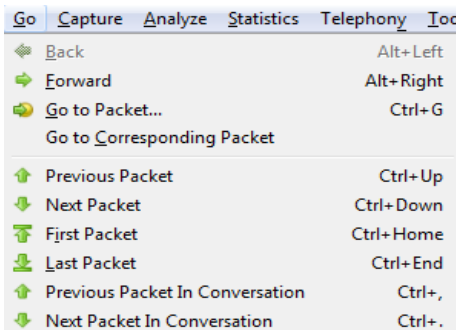 Go Capture Analyze Statistics Telephony
Back Alt+Left
Forward Alt+Right
Go to Packet... Ctrl+G
Go to Corresponding Packet
Previous Packet Ctrl+Up
Next Packet Ctrl+Down
First Packet Ctrl+Home
Last Packet Ctrl+End
Previous Packet In Conversation Ctrl+,
Next Packet In Conversation Ctrl+.